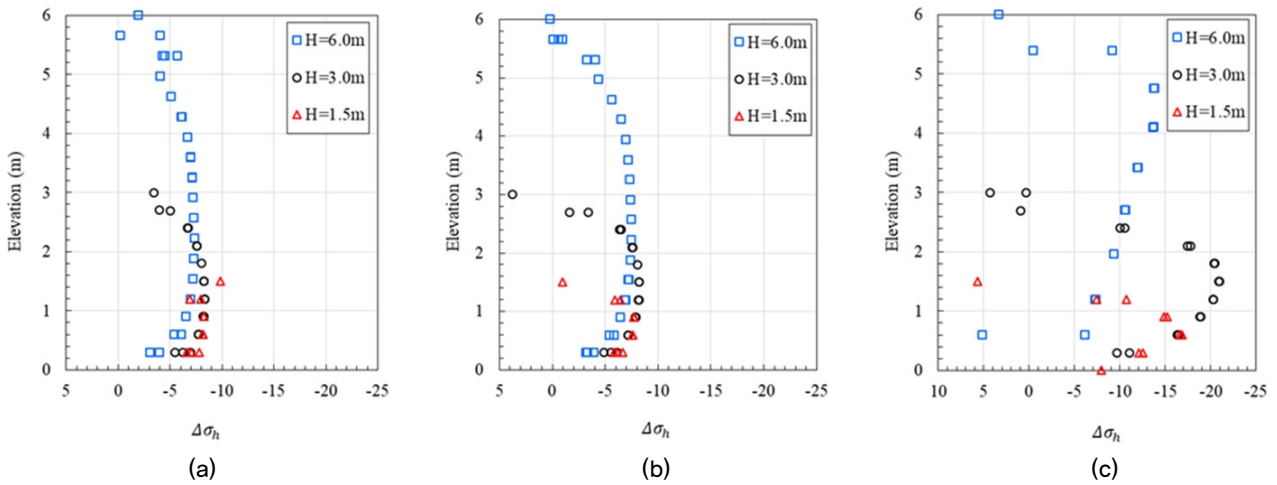 6
5
4
3
2
1
0
Elevation (m)
5 0 -5 -10 -15 -20 -25
Δσh
H=6.0m
H=3.0m
H=1.5m
(a)
6
5
4
3
2
1
0
Elevation (m)
5 0 -5 -10 -15 -20 -25
Δσh
H=6.0m
H=3.0m
H=1.5m
(b)
6
5
4
3
2
1
0
Elevation (m)
10 5 0 -5 -10 -15 -20 -25
Δσh
H=6.0m
H=3.0m
H=1.5m
(c)